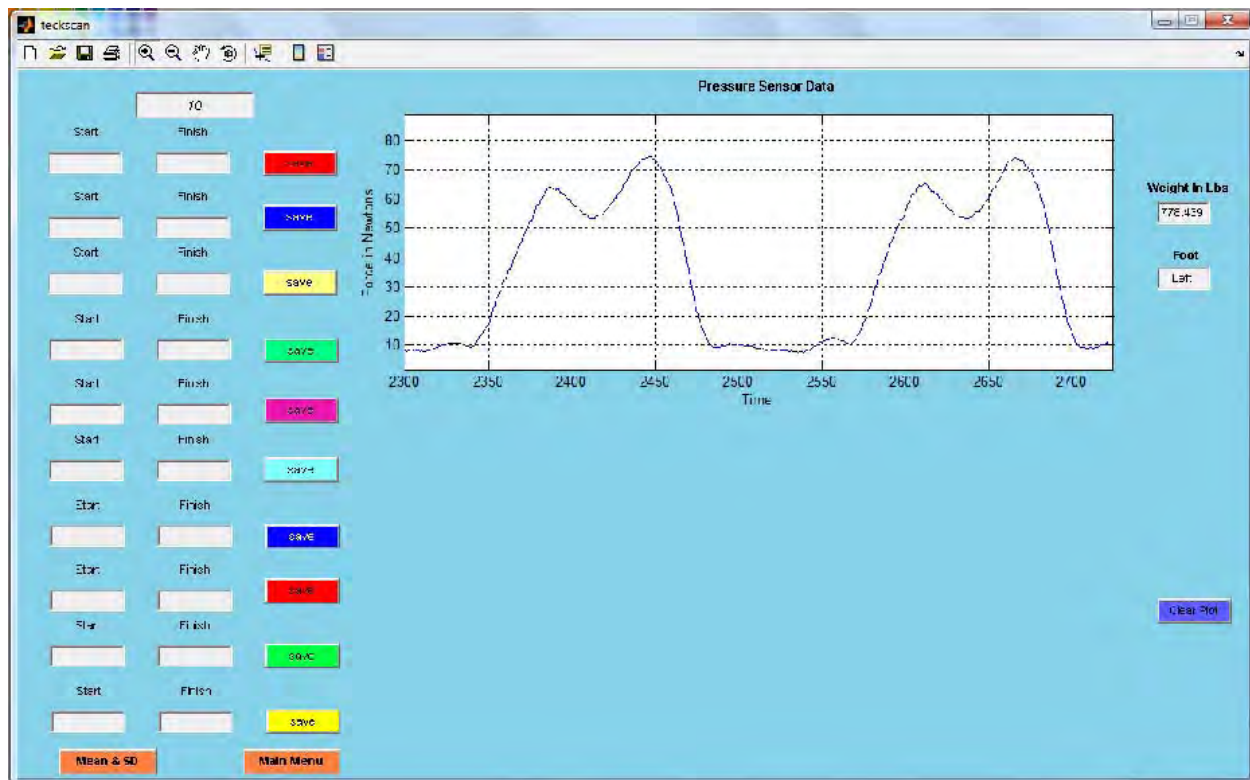 teckscan
10
Pressure Sensor Data
Start Finish
save
Start Finish
save
Start Finish
save
Start Finish
save
Start Finish
save
Start Finish
save
Start Finish
save
Start Finish
save
Start Finish
save
Start Finish
save
Mean & SD Main Menu
Force in Newtons
80
70
60
50
40
30
20
10
2300 2350 2400 2450 2500 2550 2600 2650 2700
Time
Weight In Lbs
778.439
Foot
Left
Clear Plot